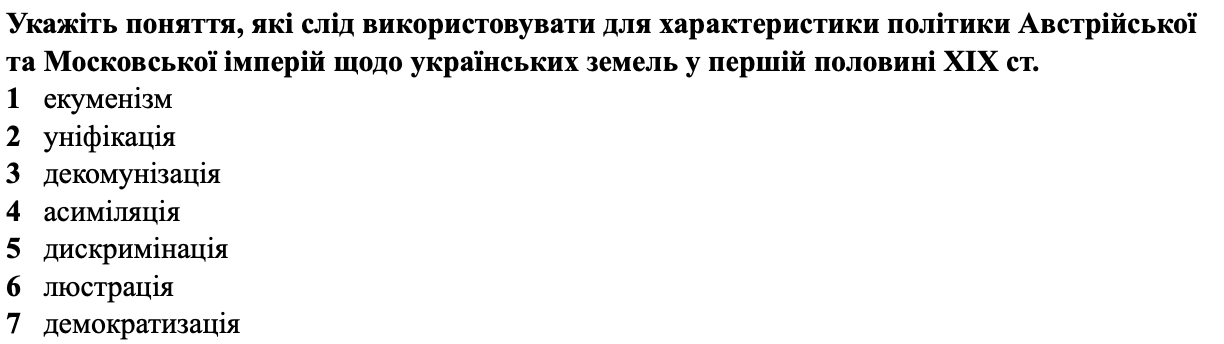 Укажіть поняття, які слід використовувати для характеристики політики Австрійської
та Московської імперій щодо українських земель у першій половині XIX ст.
1 екуменізм
2 уніфікація
3 декомунізація
4 асиміляція
5 дискримінація
6 люстрація
7 демократизація